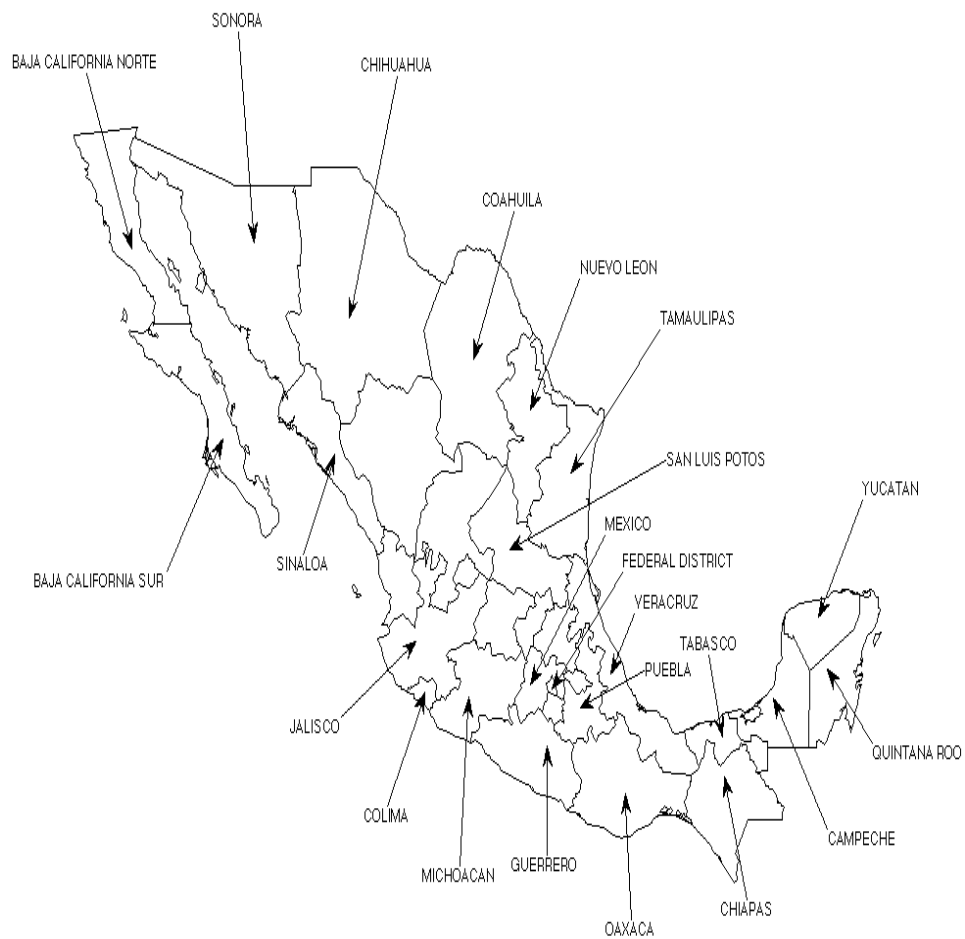 SONORA
BAJA CALIFORNIA NORTE
CHIHUAHUA
COAHUILA
NUEVO LEON
TAMAULIPAS
SAN LUIS POTOS
YUCATAN
MEXICO
FEDERAL DISTRICT
SINALOA
BAJA CALIFORNIA SUR
VERACRUZ
TABASCO
PUEBLA
JALISCO
QUINTANA ROO
COLIMA
CAMPECHE
GUERRERO
MICHOACAN
CHIAPAS
OAXACA